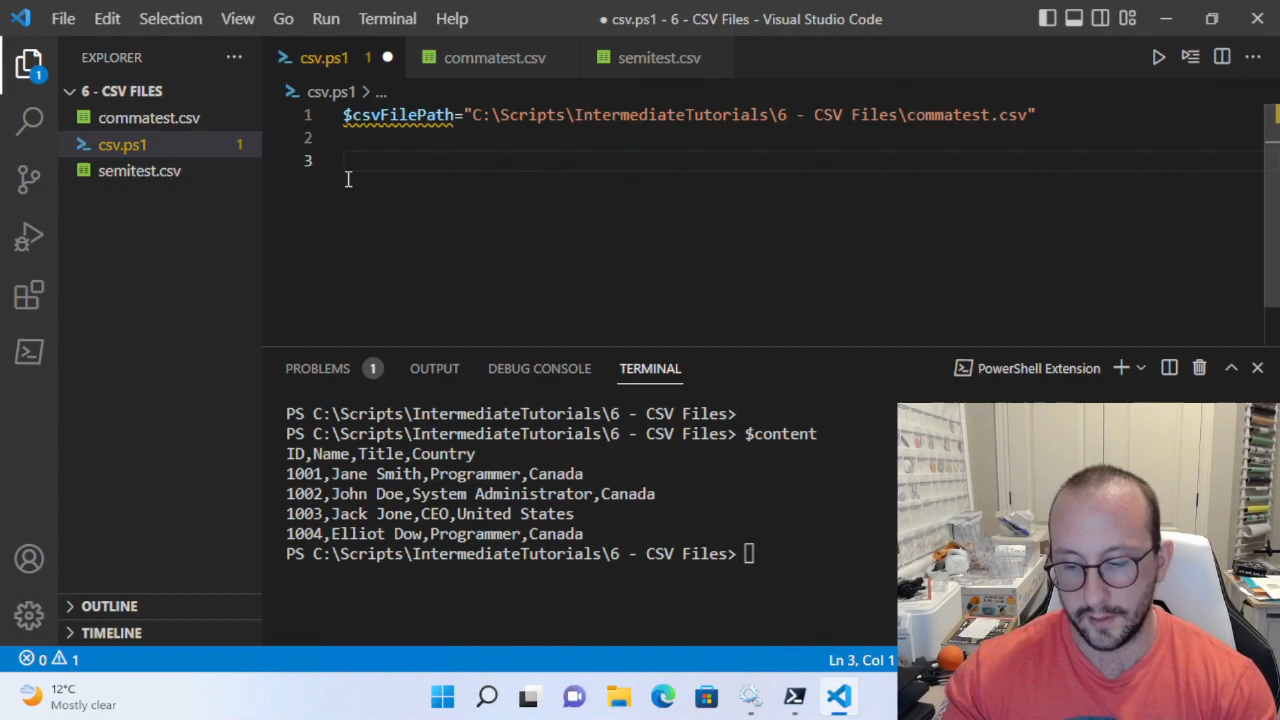 File Edit Selection View Go Run Terminal Help
● csv.ps1 - 6 - CSV Files - Visual Studio Code
EXPLORER
csv.ps1 1
commatest.csv
semitest.csv
1
6 - CSV FILES
commatest.csv
csv.ps1 1
semitest.csv
csv.ps1 > ...
1 $csvFilePath="C:\Scripts\IntermediateTutorials\6 - CSV Files\commatest.csv"
2
3
PROBLEMS 1 OUTPUT DEBUG CONSOLE TERMINAL
PowerShell Extension
PS C:\Scripts\IntermediateTutorials\6 - CSV Files>
PS C:\Scripts\IntermediateTutorials\6 - CSV Files> $content
ID,Name,Title,Country
1001,Jane Smith,Programmer,Canada
1002,John Doe,System Administrator,Canada
1003,Jack Jone,CEO,United States
1004,Elliot Dow,Programmer,Canada
PS C:\Scripts\IntermediateTutorials\6 - CSV Files>
OUTLINE
TIMELINE
0 1
Ln 3, Col 1
12°C
Mostly clear